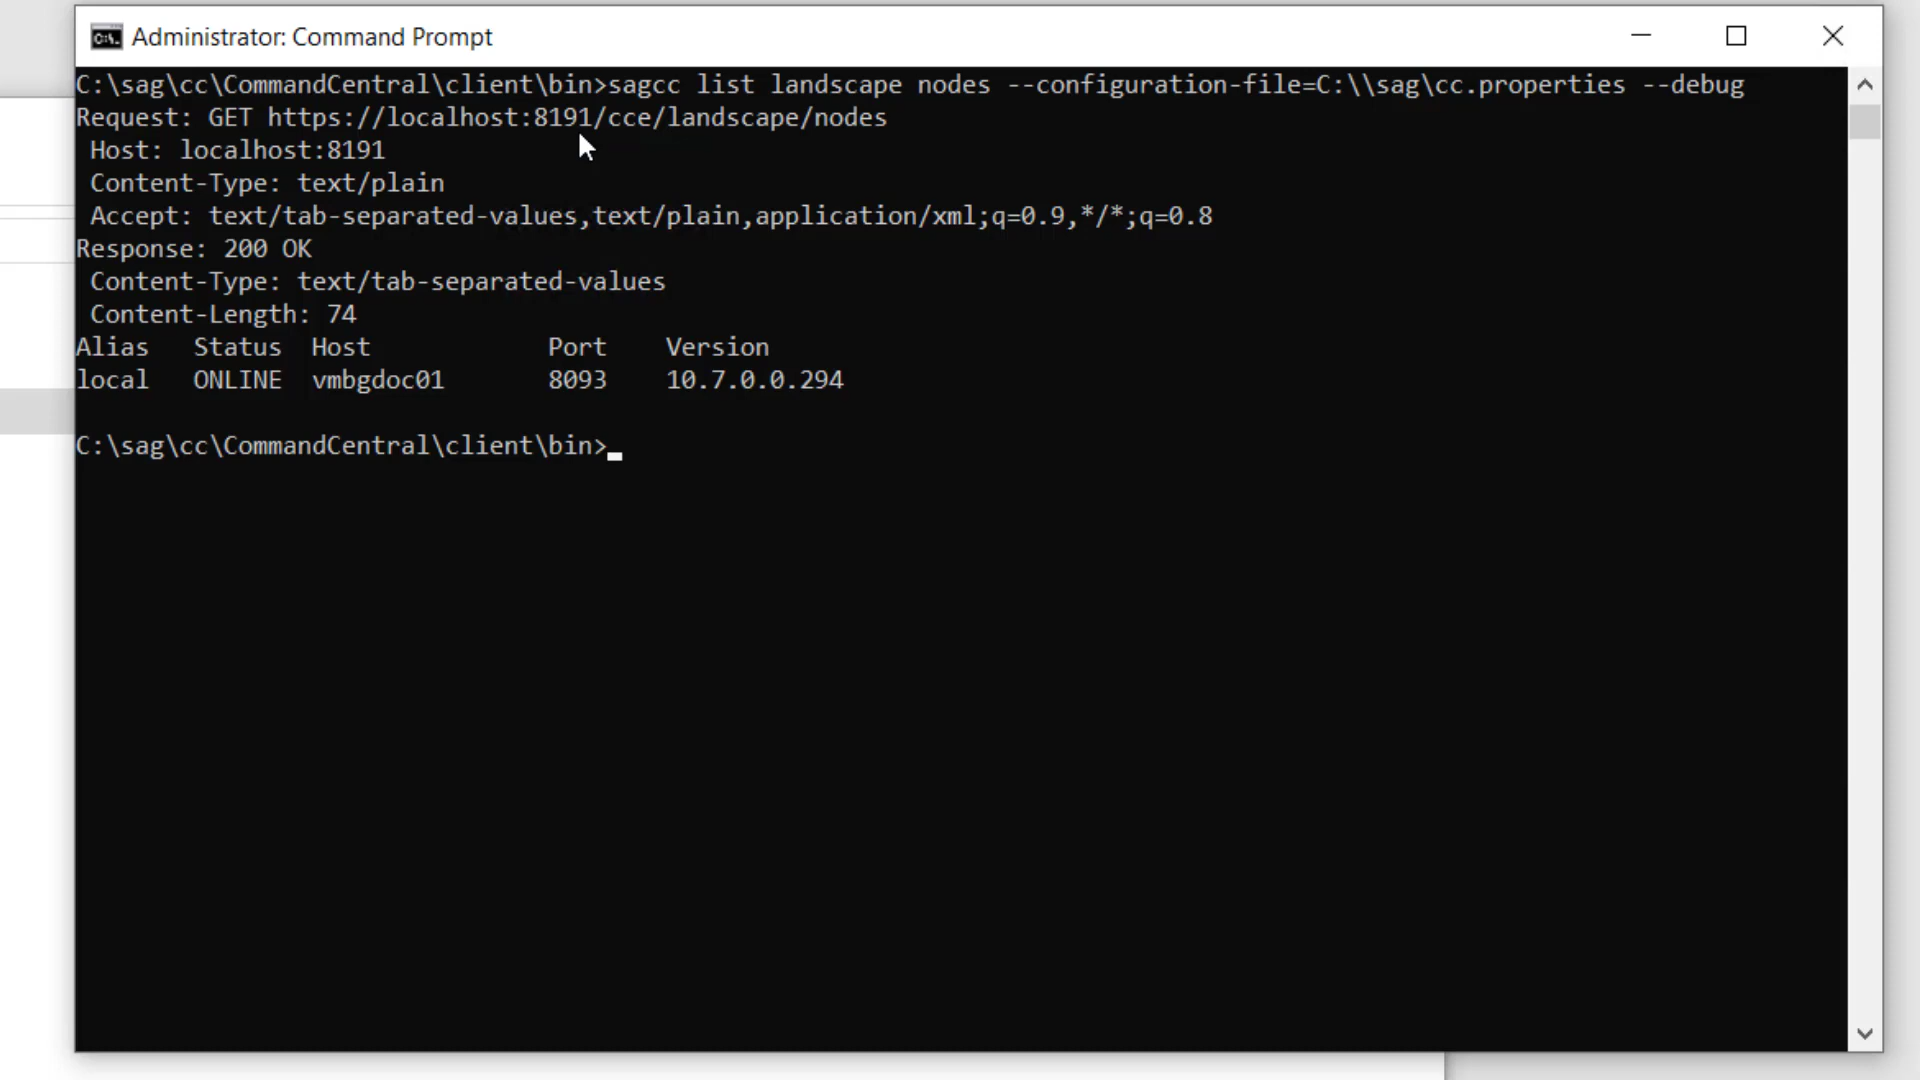 Administrator: Command Prompt
C:\sag\cc\CommandCentral\client\bin>sagcc list landscape nodes --configuration-file=C:\\sag\cc.properties --debug
Request: GET https://localhost:8191/cce/landscape/nodes
Host: localhost:8191
Content-Type: text/plain
Accept: text/tab-separated-values,text/plain,application/xml;q=0.9,*/*;q=0.8
Response: 200 OK
Content-Type: text/tab-separated-values
Content-Length: 74
Alias Status Host Port Version
local ONLINE vmbgdoc01 8093 10.7.0.0.294
C:\sag\cc\CommandCentral\client\bin>